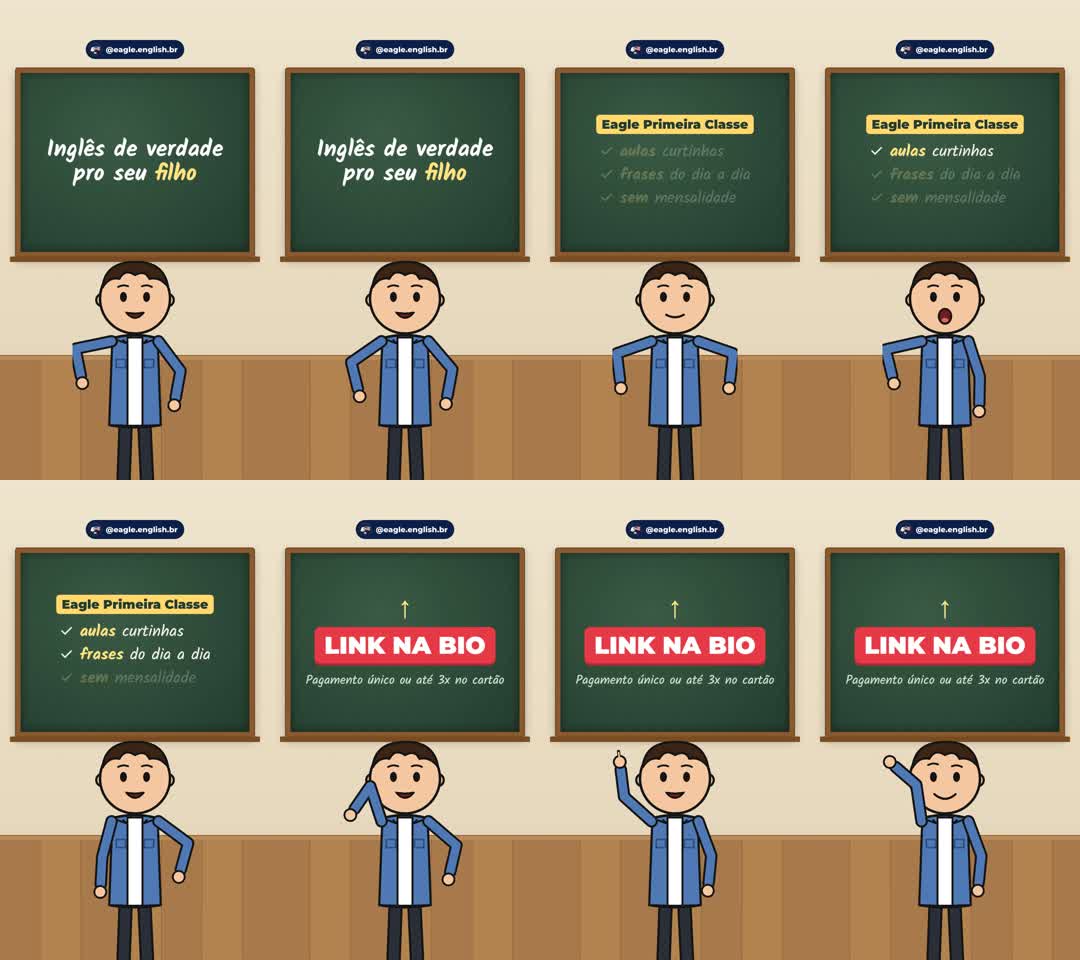 @eagle.english.br
Inglês de verdade
pro seu filho
@eagle.english.br
Inglês de verdade
pro seu filho
@eagle.english.br
Eagle Primeira Classe
✓ aulas curtinhas
✓ frases do dia a dia
✓ sem mensalidade
@eagle.english.br
Eagle Primeira Classe
✓ aulas curtinhas
✓ frases do dia a dia
✓ sem mensalidade
@eagle.english.br
Eagle Primeira Classe
✓ aulas curtinhas
✓ frases do dia a dia
✓ sem mensalidade
@eagle.english.br
↑
LINK NA BIO
Pagamento único ou até 3x no cartão
@eagle.english.br
↑
LINK NA BIO
Pagamento único ou até 3x no cartão
@eagle.english.br
↑
LINK NA BIO
Pagamento único ou até 3x no cartão